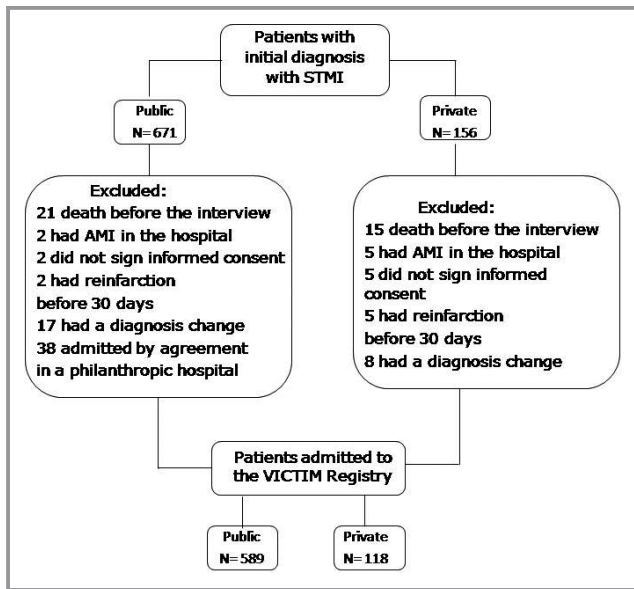 Patients with
initial diagnosis
with STMI
Public
N=671
Private
N=156
Excluded:
21 death before the interview
2 had AMI in the hospital
2 did not sign informed consent
2 had reinfarction
before 30 days
17 had a diagnosis change
38 admitted by agreement
in a philanthropic hospital
Excluded:
15 death before the interview
5 had AMI in the hospital
5 did not sign informed
consent
5 had reinfarction
before 30 days
8 had a diagnosis change
Patients admitted to
the VICTIM Registry
Public
N=589
Private
N=118